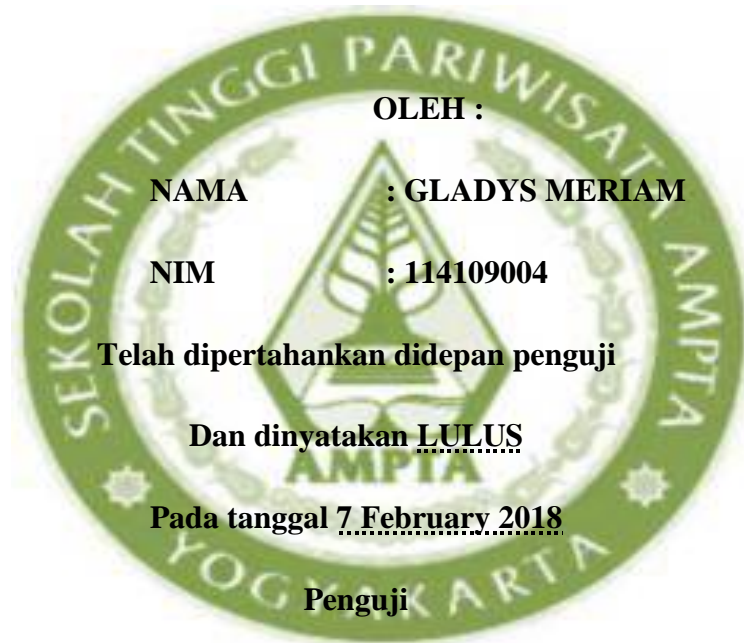 SEKOLAH TINGGI PARIWISATA AMPTA
OLEH :
NAMA : GLADYS MERIAM
NIM : 114109004
Telah dipertahankan didepan penguji
Dan dinyatakan LULUS
AMPTA
Pada tanggal 7 February 2018
YOGYAKARTA
Penguji